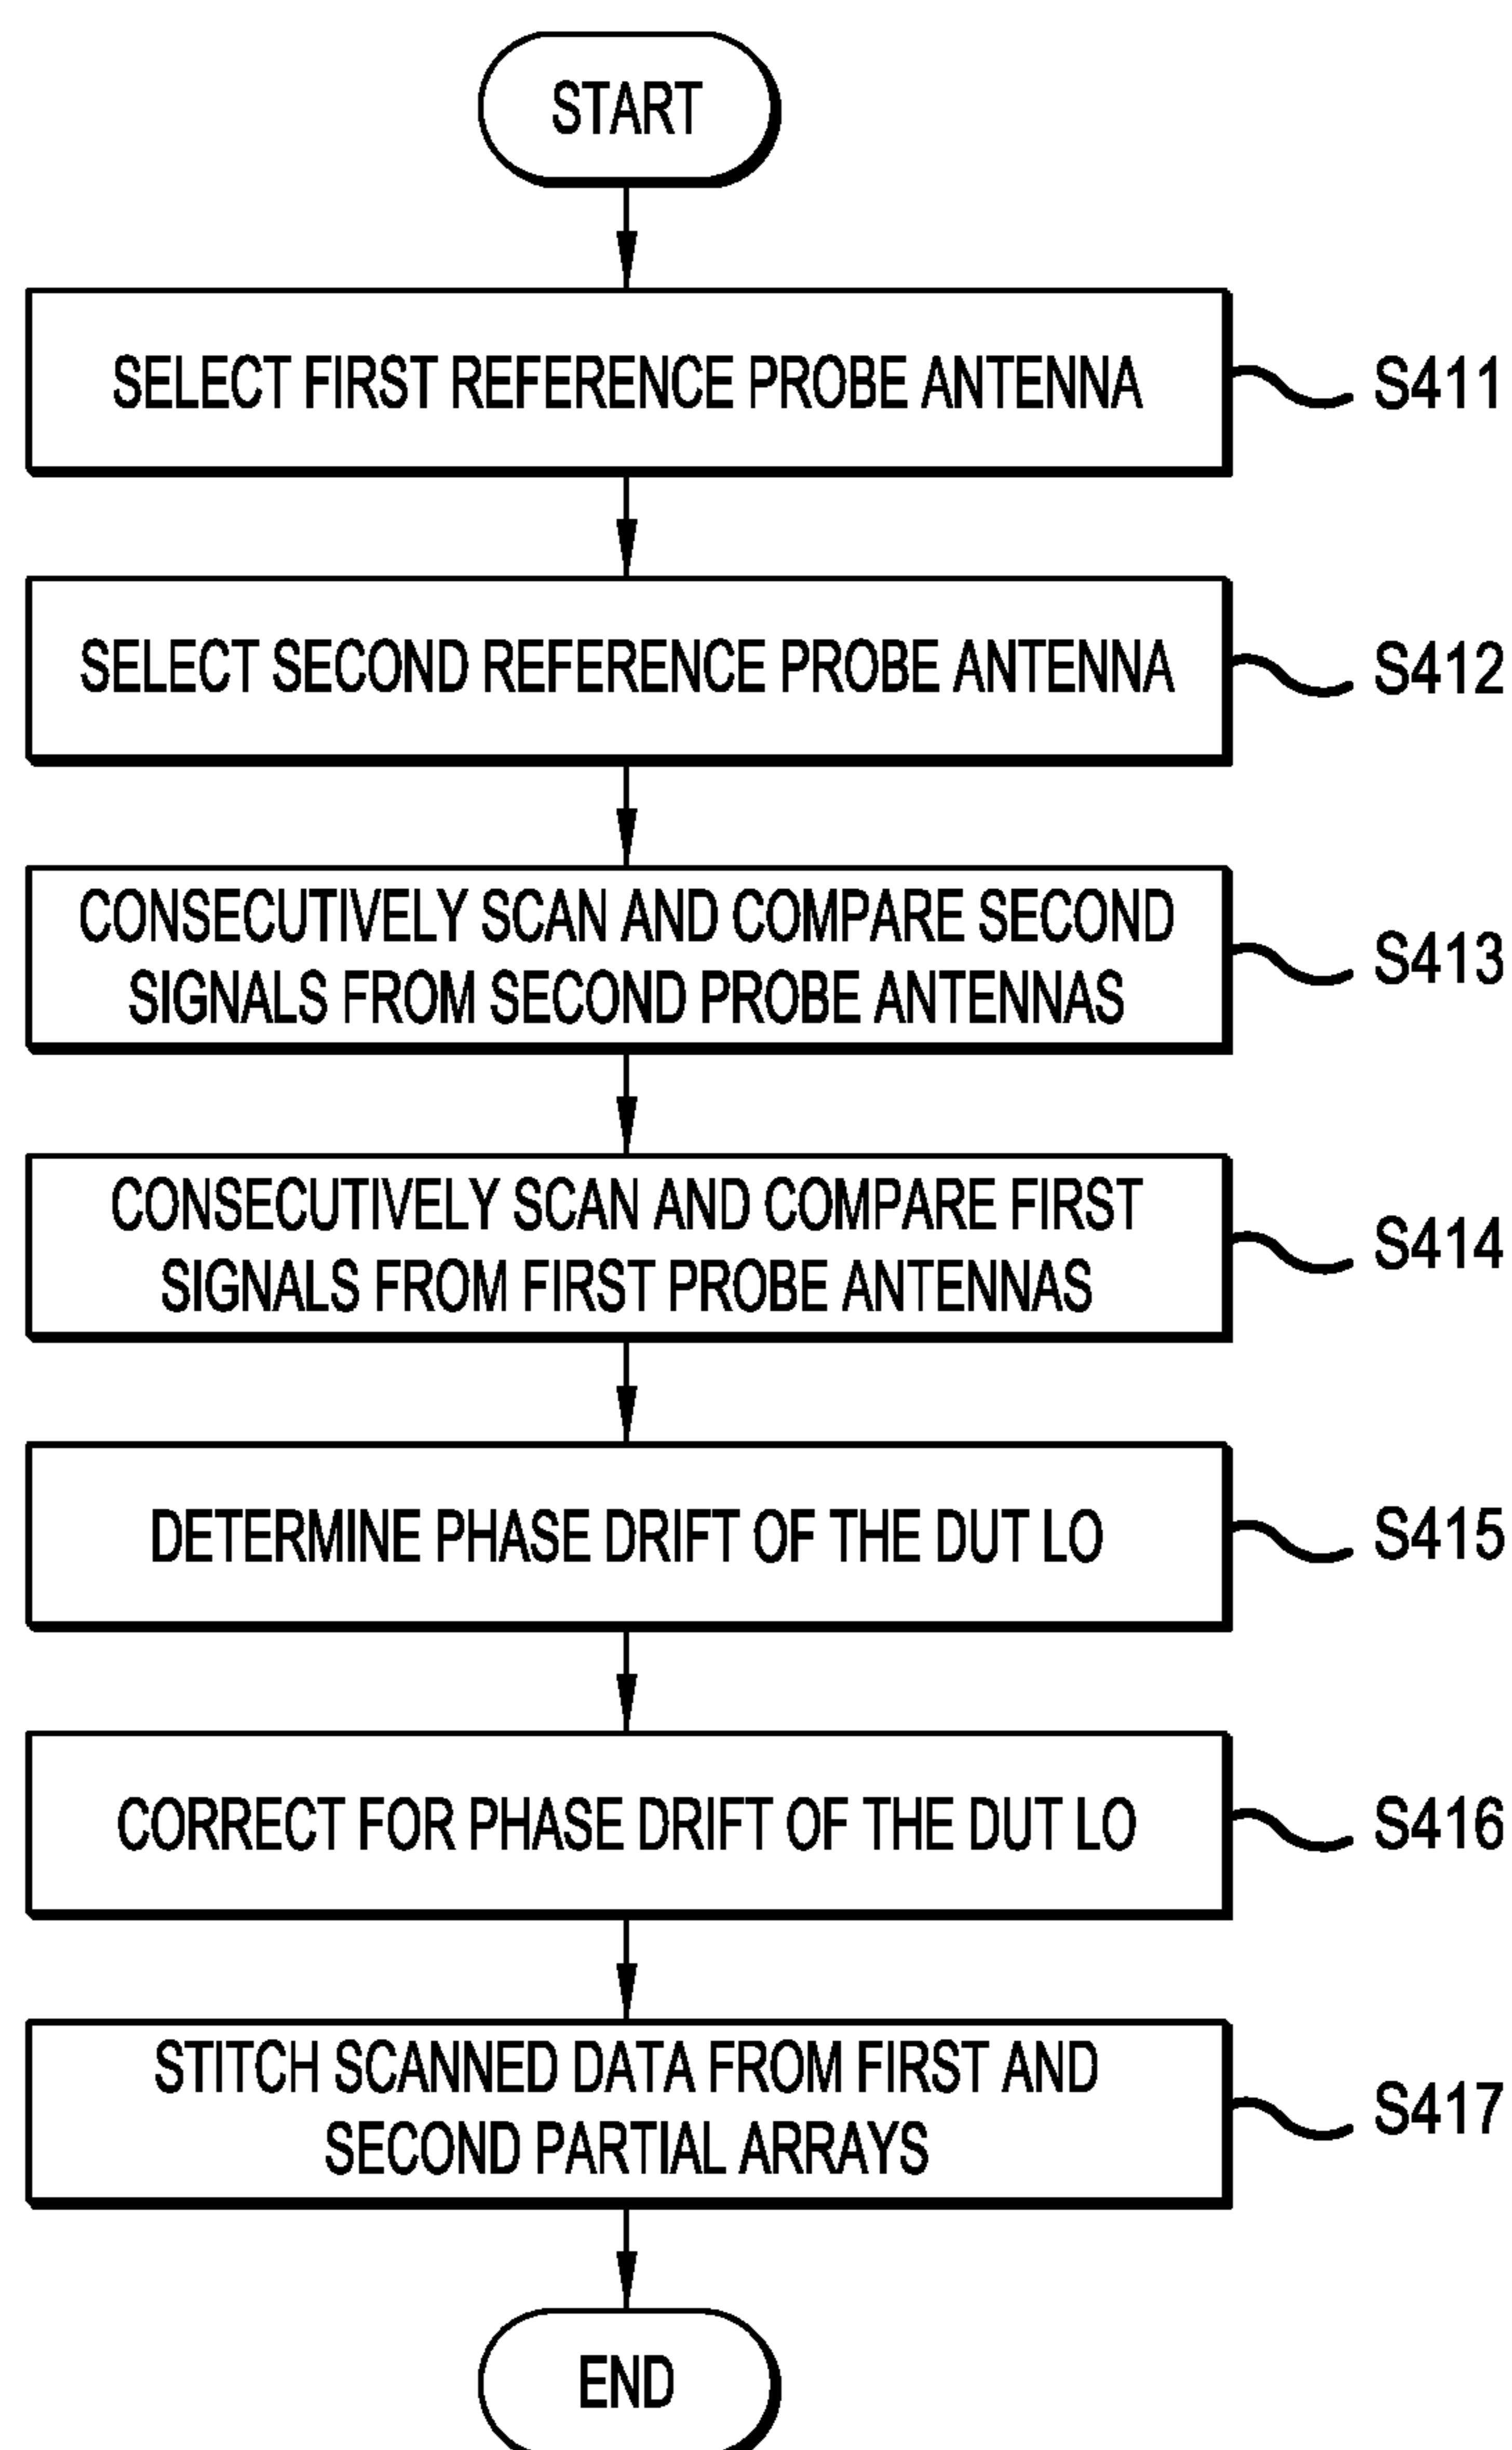 START
SELECT FIRST REFERENCE PROBE ANTENNA
S411
SELECT SECOND REFERENCE PROBE ANTENNA
S412
CONSECUTIVELY SCAN AND COMPARE SECOND
SIGNALS FROM SECOND PROBE ANTENNAS
S413
CONSECUTIVELY SCAN AND COMPARE FIRST
SIGNALS FROM FIRST PROBE ANTENNAS
S414
DETERMINE PHASE DRIFT OF THE DUT LO
S415
CORRECT FOR PHASE DRIFT OF THE DUT LO
S416
STITCH SCANNED DATA FROM FIRST AND
SECOND PARTIAL ARRAYS
S417
END